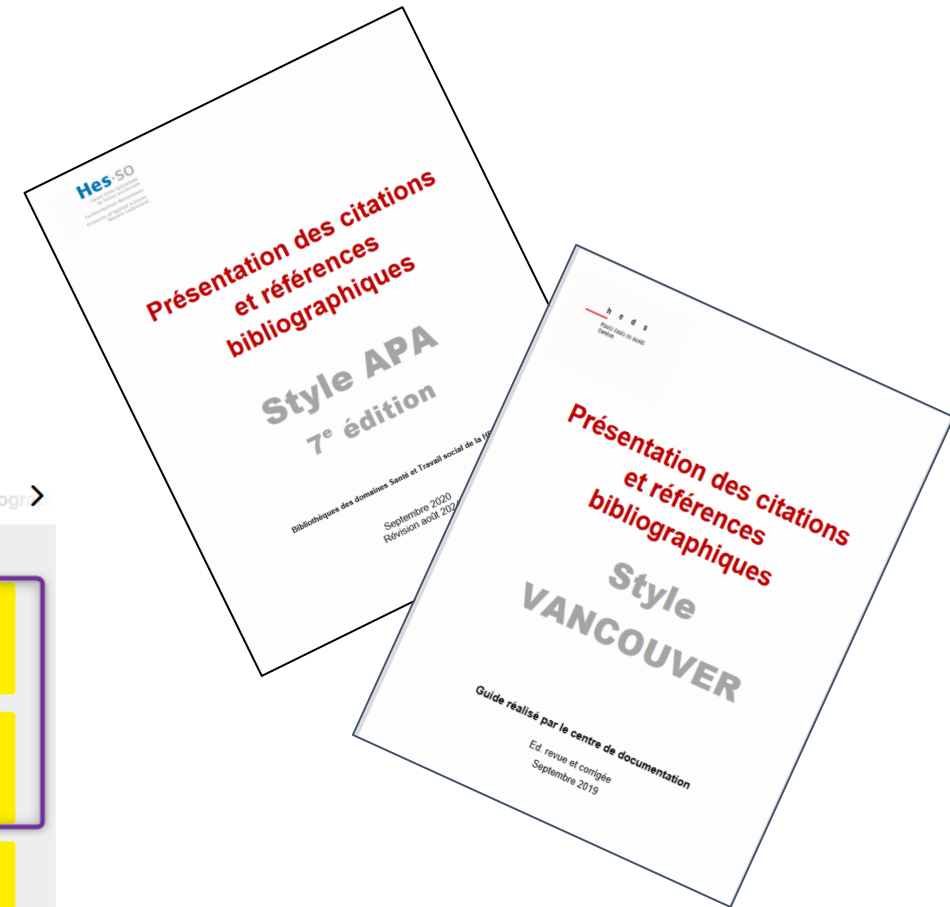 Hes·so
Présentation des citations
et références
bibliographiques
Style APA
7e édition
Bibliothèques des domaines Santé et Travail social de la
Septembre 2020
Révision août
h e d s
Présentation des citations
et références
bibliographiques
Style
VANCOUVER
Guide réalisé par le centre de documentation
Ed. revue et corrigée
Septembre 2019